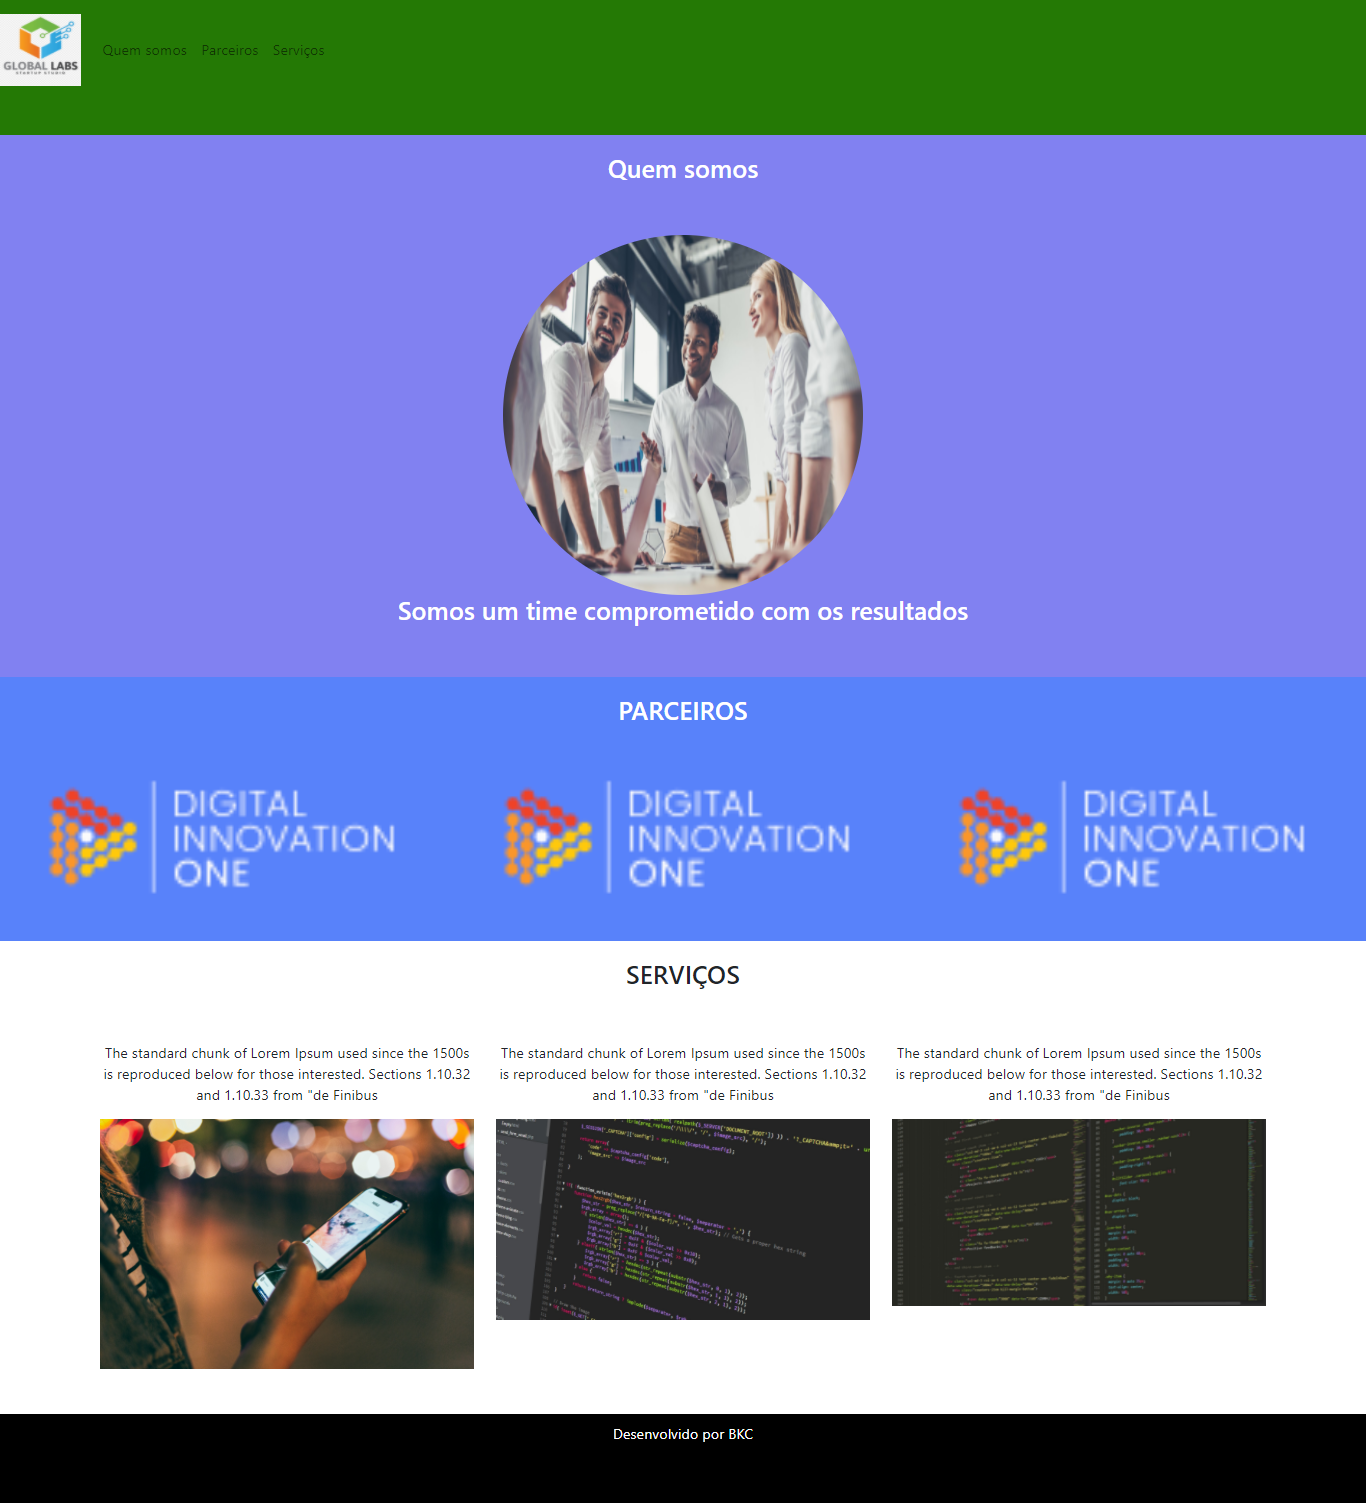 GLOBAL LABS
STARTUP STUDIO
Quem somos Parceiros Serviços
Quem somos
Somos um time comprometido com os resultados
PARCEIROS
DIGITAL
INNOVATION
ONE
DIGITAL
INNOVATION
ONE
DIGITAL
INNOVATION
ONE
SERVIÇOS
The standard chunk of Lorem Ipsum used since the 1500s
is reproduced below for those interested. Sections 1.10.32
and 1.10.33 from "de Finibus
The standard chunk of Lorem Ipsum used since the 1500s
is reproduced below for those interested. Sections 1.10.32
and 1.10.33 from "de Finibus
The standard chunk of Lorem Ipsum used since the 1500s
is reproduced below for those interested. Sections 1.10.32
and 1.10.33 from "de Finibus
Desenvolvido por BKC